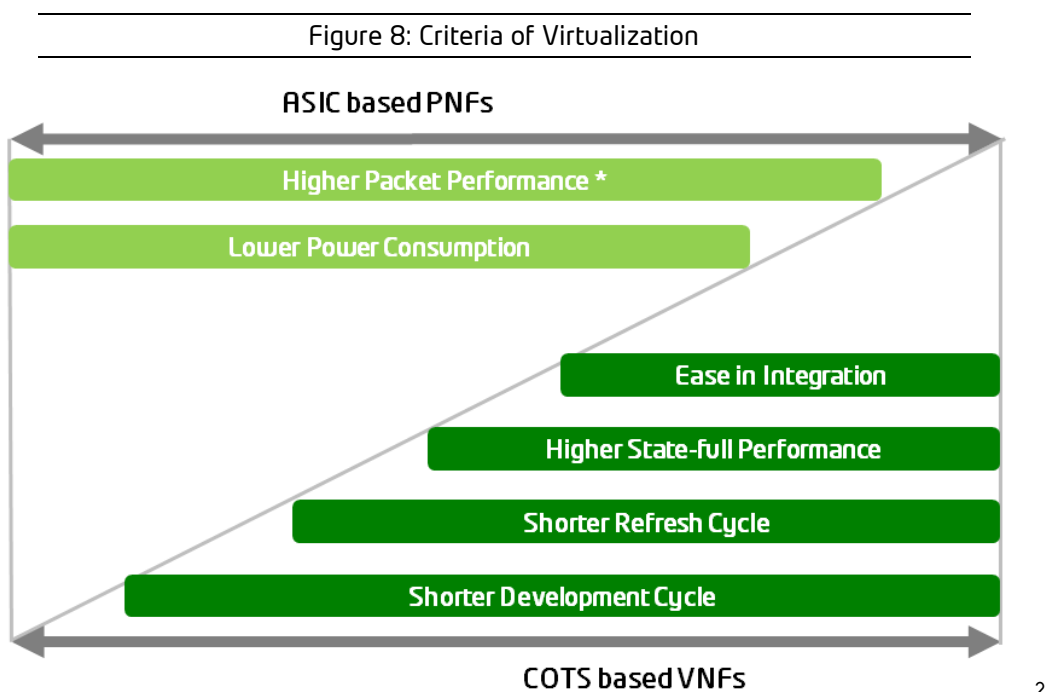 Figure 8: Criteria of Virtualization
ASIC based PNFs
Higher Packet Performance *
Lower Power Consumption
Ease in Integration
Higher State-full Performance
Shorter Refresh Cycle
Shorter Development Cycle
COTS based VNFs
2